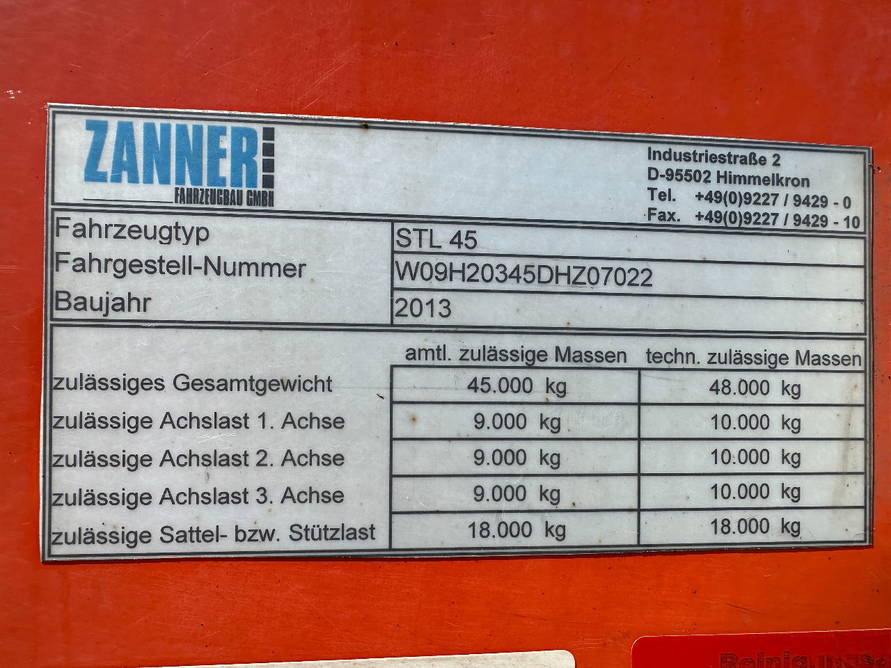 ZANNER
FAHRZEUGBAU GMBH
Industriestraße 2
D-95502 Himmelkron
Tel. +49(0)9227 / 9429 - 0
Fax. +49(0)9227 / 9429 - 10
Fahrzeugtyp STL 45
Fahrgestell-Nummer W09H20345DHZ07022
Baujahr 2013
amtl. zulässige Massen techn. zulässige Massen
zulässiges Gesamtgewicht 45.000 kg 48.000 kg
zulässige Achslast 1. Achse 9.000 kg 10.000 kg
zulässige Achslast 2. Achse 9.000 kg 10.000 kg
zulässige Achslast 3. Achse 9.000 kg 10.000 kg
zulässige Sattel- bzw. Stützlast 18.000 kg 18.000 kg